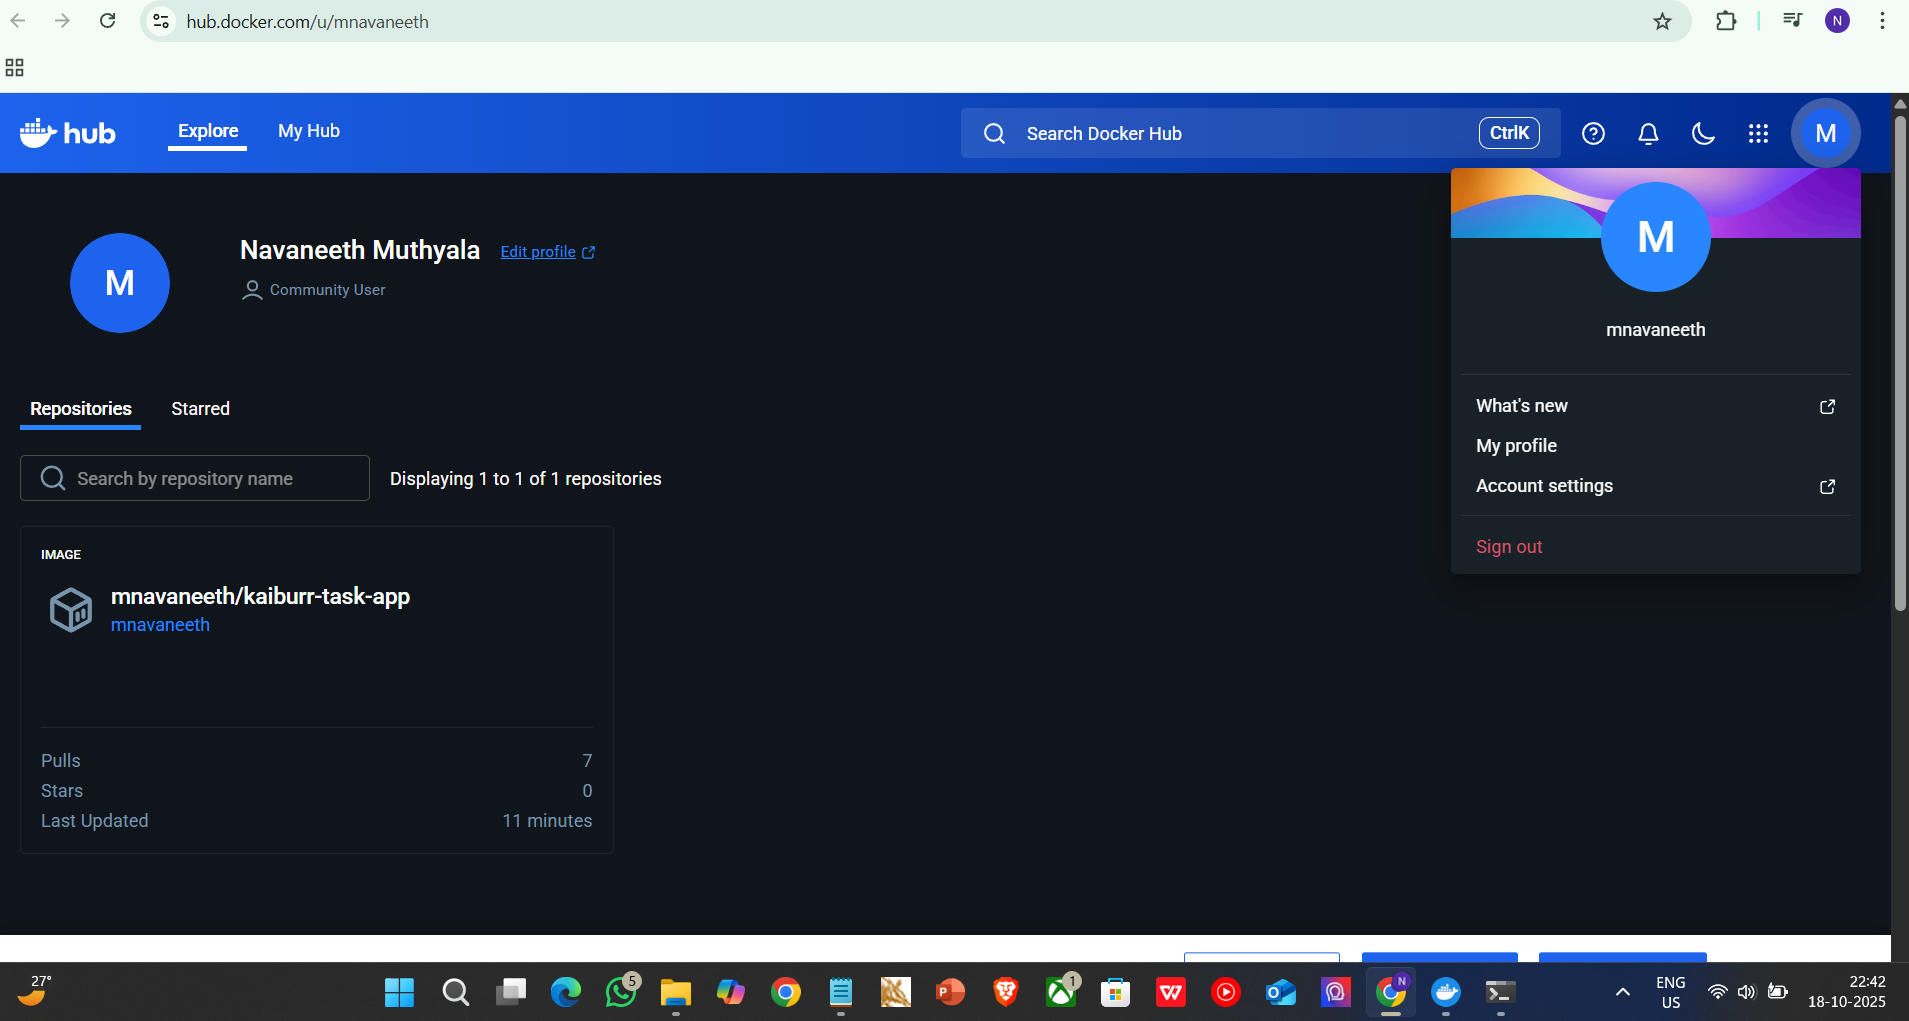 hub.docker.com/u/mnavaneeth
N
hub
Explore
My Hub
Search Docker Hub
CtrlK
M
M
Navaneeth Muthyala
Edit profile
Community User
M
mnavaneeth
What's new
My profile
Account settings
Sign out
Repositories
Starred
Search by repository name
Displaying 1 to 1 of 1 repositories
IMAGE
mnavaneeth/kaiburr-task-app
mnavaneeth
Pulls
7
Stars
0
Last Updated
11 minutes
27°
5
P
1
W
O
N
ENG
US
22:42
18-10-2025